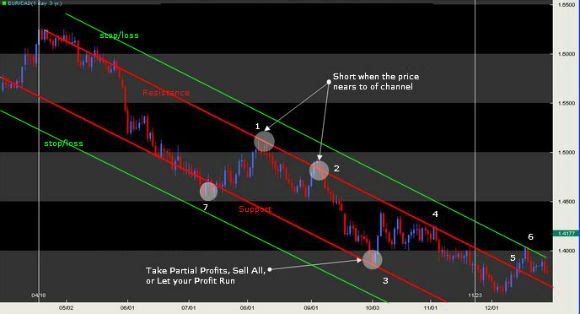 EUR/CAD(1 day 3 yr.)
stop/loss
Resistance
Short when the price
nears to of channel
1
2
stop/loss
7
Support
4
6
5
3
Take Partial Profits, Sell All,
or Let your Profit Run
1.6500
1.6000
1.5500
1.5000
1.4500
1.4177
1.4000
04/10
05/02
06/01
07/01
08/01
09/01
10/03
11/01
11/23
12/01